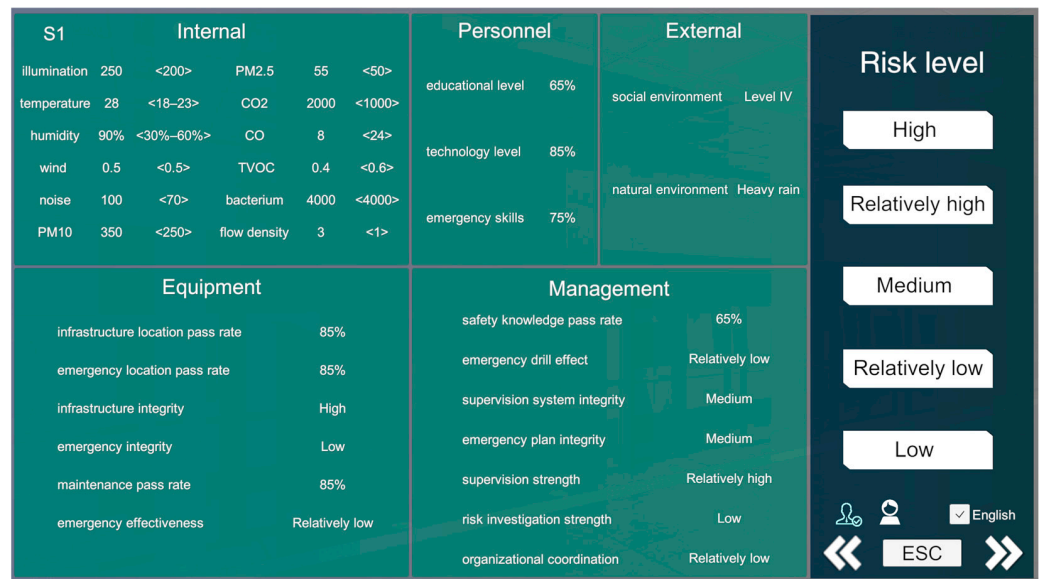 S1 Internal
illumination 250 <200> PM2.5 55 <50>
temperature 28 <18–23> CO2 2000 <1000>
humidity 90% <30%–60%> CO 8 <24>
wind 0.5 <0.5> TVOC 0.4 <0.6>
noise 100 <70> bacterium 4000 <4000>
PM10 350 <250> flow density 3 <1>
Personnel
educational level 65%
technology level 85%
emergency skills 75%
External
social environment Level IV
natural environment Heavy rain
Equipment
infrastructure location pass rate 85%
emergency location pass rate 85%
infrastructure integrity High
emergency integrity Low
maintenance pass rate 85%
emergency effectiveness Relatively low
Management
safety knowledge pass rate 65%
emergency drill effect Relatively low
supervision system integrity Medium
emergency plan integrity Medium
supervision strength Relatively high
risk investigation strength Low
organizational coordination Relatively low
Risk level
High
Relatively high
Medium
Relatively low
Low
English
ESC